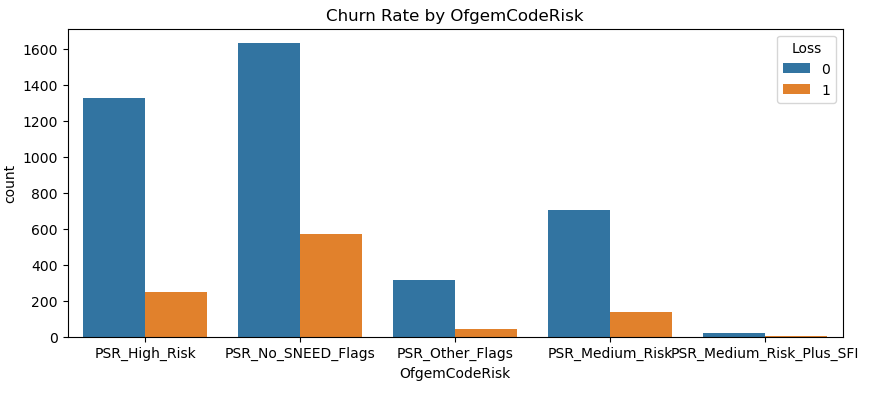 Churn Rate by OfgemCodeRisk
Loss
0
1
1600
1400
1200
1000
800
600
400
200
0
count
PSR_High_Risk PSR_No_SNEED_Flags PSR_Other_Flags PSR_Medium_Risk PSR_Medium_Risk_Plus_SFI
OfgemCodeRisk